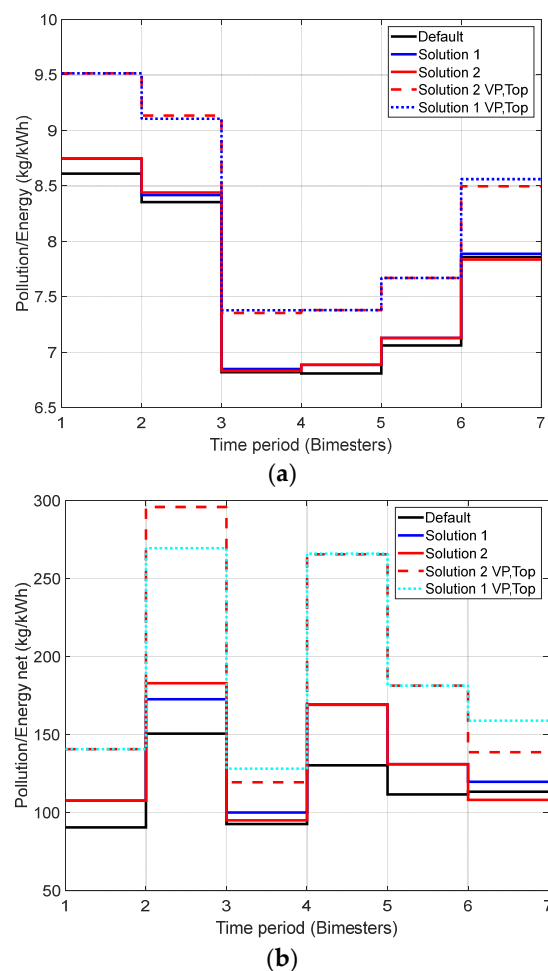 10
9.5
9
8.5
8
7.5
7
6.5
Pollution/Energy (kg/kWh)
Default
Solution 1
Solution 2
Solution 2 VP,Top
Solution 1 VP,Top
1 2 3 4 5 6 7
Time period (Bimesters)
(a)
300
250
200
150
100
50
Pollution/Energy net (kg/kWh)
Default
Solution 1
Solution 2
Solution 2 VP,Top
Solution 1 VP,Top
1 2 3 4 5 6 7
Time period (Bimesters)
(b)